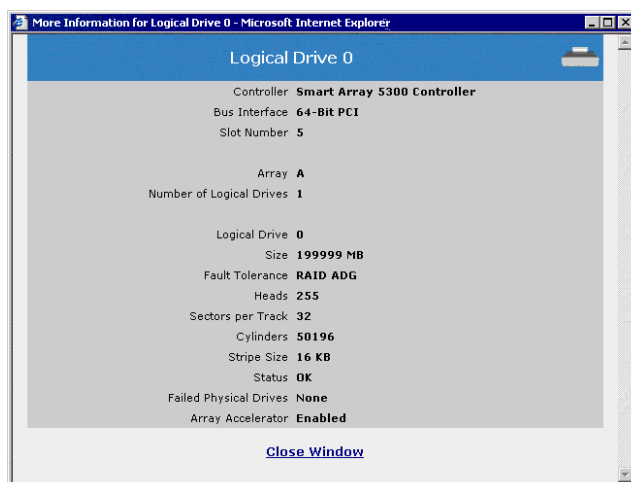 More Information for Logical Drive 0 - Microsoft Internet Explorer
Logical Drive 0
Controller Smart Array 5300 Controller
Bus Interface 64-Bit PCI
Slot Number 5
Array A
Number of Logical Drives 1
Logical Drive 0
Size 199999 MB
Fault Tolerance RAID ADG
Heads 255
Sectors per Track 32
Cylinders 50196
Stripe Size 16 KB
Status OK
Failed Physical Drives None
Array Accelerator Enabled
Close Window